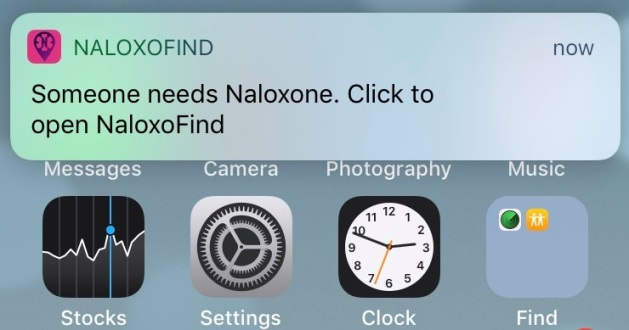 NALOXOFIND now
Someone needs Naloxone. Click to
open NaloxoFind
Messages Camera Photography Music
12
11 1
10 2
9 3
8 4
7 5
6
Stocks Settings Clock Find